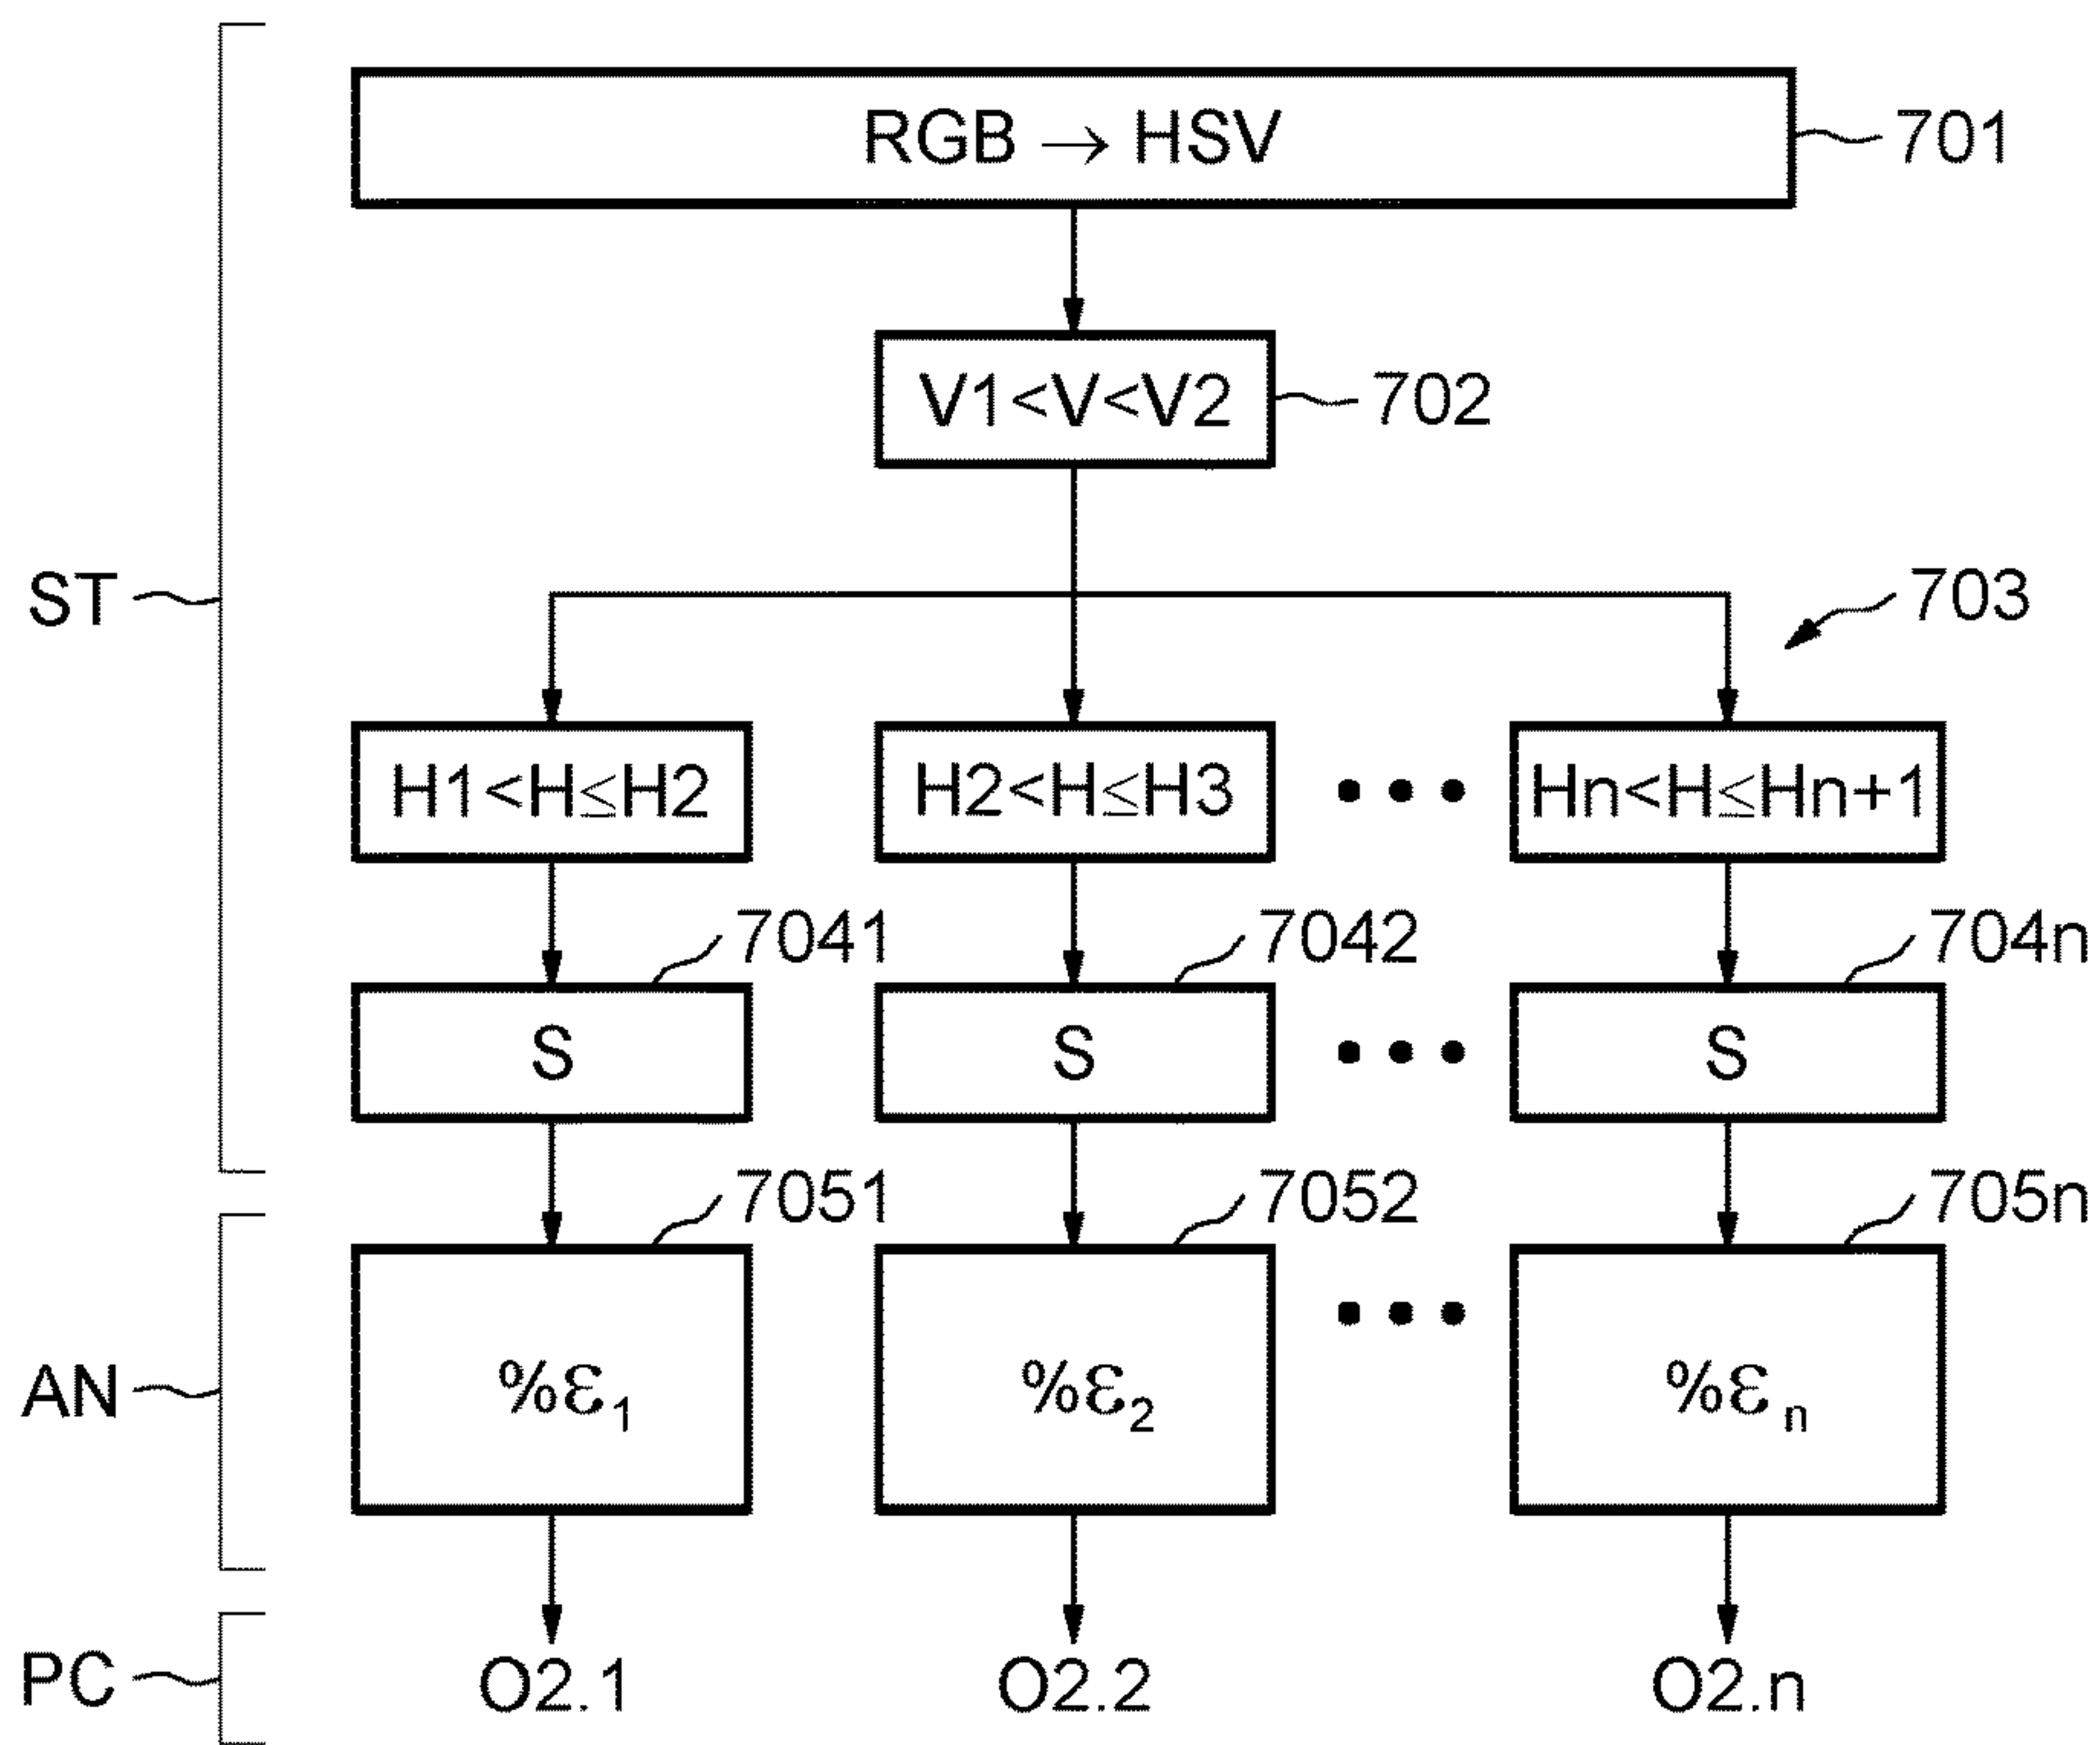 RGB → HSV
701
V1<V<V2
702
ST
703
H1<H≤H2
H2<H≤H3
Hn<H≤Hn+1
7041
7042
704n
S
S
S
7051
7052
705n
AN
%ε1
%ε2
%εn
PC
O2.1
O2.2
O2.n